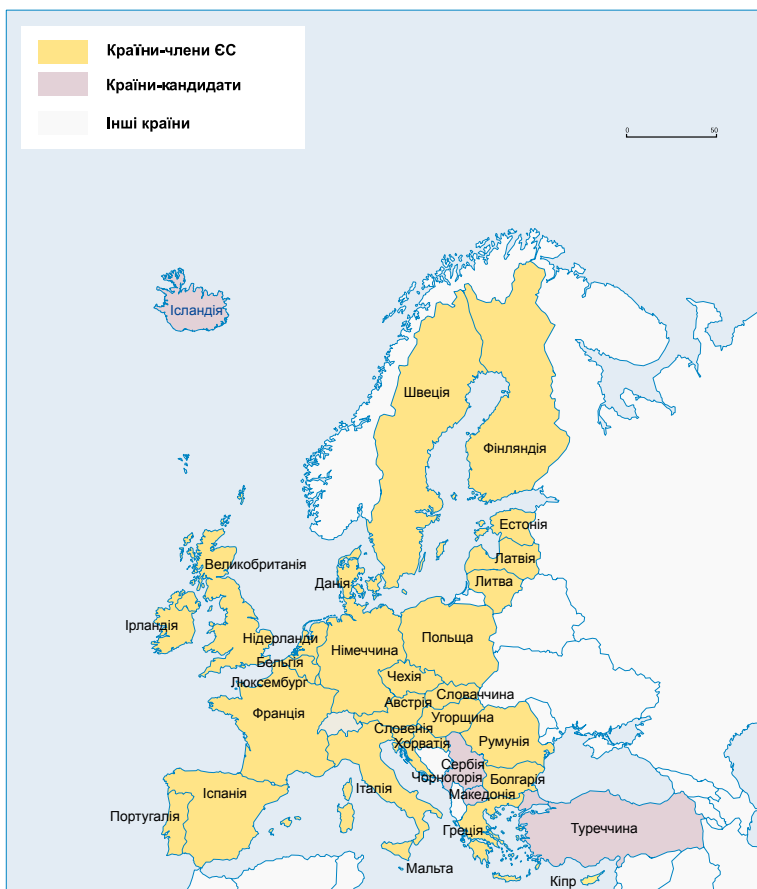 Країни-члени ЄС
Країни-кандидати
Інші країни
0 50
Ісландія
Швеція
Фінляндія
Естонія
Латвія
Литва
Великобританія
Данія
Ірландія
Нідерланди
Німеччина
Польща
Бельгія
Люксембург
Чехія
Словаччина
Австрія
Угорщина
Франція
Словенія
Хорватія
Румунія
Сербія
Чорногорія
Болгарія
Македонія
Іспанія
Італія
Португалія
Греція
Туреччина
Мальта
Кіпр